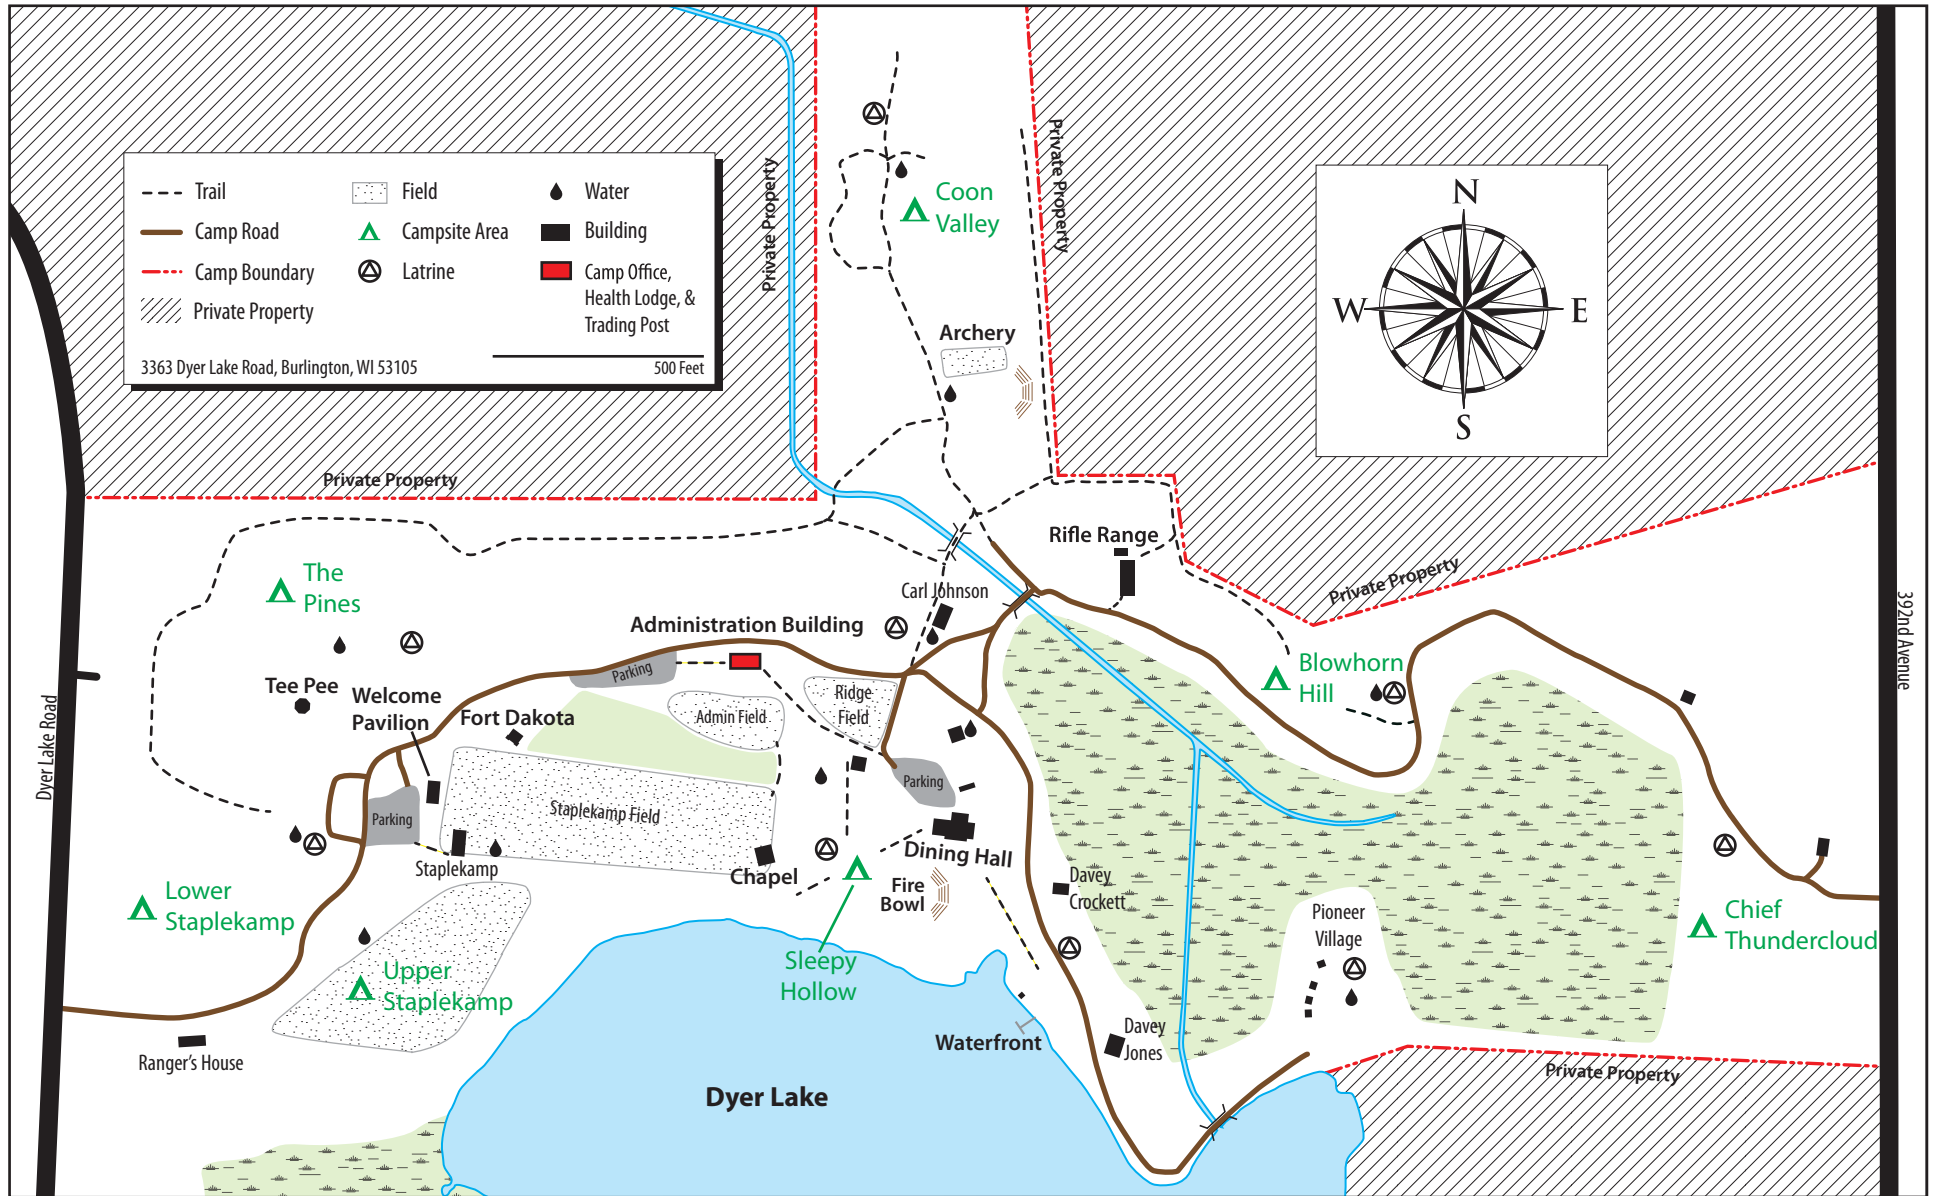 Trail
Camp Road
Camp Boundary
Private Property
Field
Campsite Area
Latrine
Water
Building
Camp Office,
Health Lodge, &
Trading Post
3363 Dyer Lake Road, Burlington, WI 53105
500 Feet
Private Property
Private Property
Coon
Valley
N
W
E
S
Archery
Private Property
Rifle Range
Private Property
The
Pines
Carl Johnson
Administration Building
392nd Avenue
Parking
Blowhorn
Hill
Tee Pee
Welcome
Pavilion
Fort Dakota
Admin Field
Ridge
Field
Dyer Lake Road
Parking
Parking
Staplekamp Field
Staplekamp
Chapel
Dining Hall
Fire
Bowl
Davey
Crockett
Lower
Staplekamp
Pioneer
Village
Chief
Thundercloud
Upper
Staplekamp
Sleepy
Hollow
Ranger's House
Waterfront
Davey
Jones
Private Property
Dyer Lake